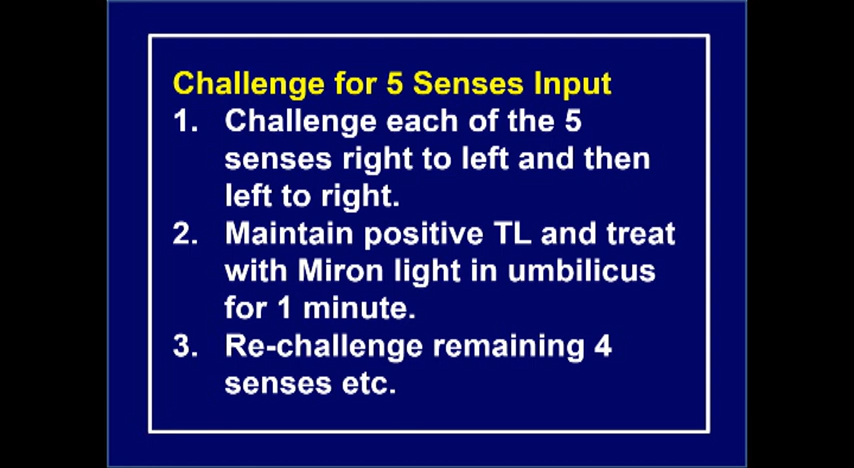 Challenge for 5 Senses Input
1. Challenge each of the 5
senses right to left and then
left to right.
2. Maintain positive TL and treat
with Miron light in umbilicus
for 1 minute.
3. Re-challenge remaining 4
senses etc.